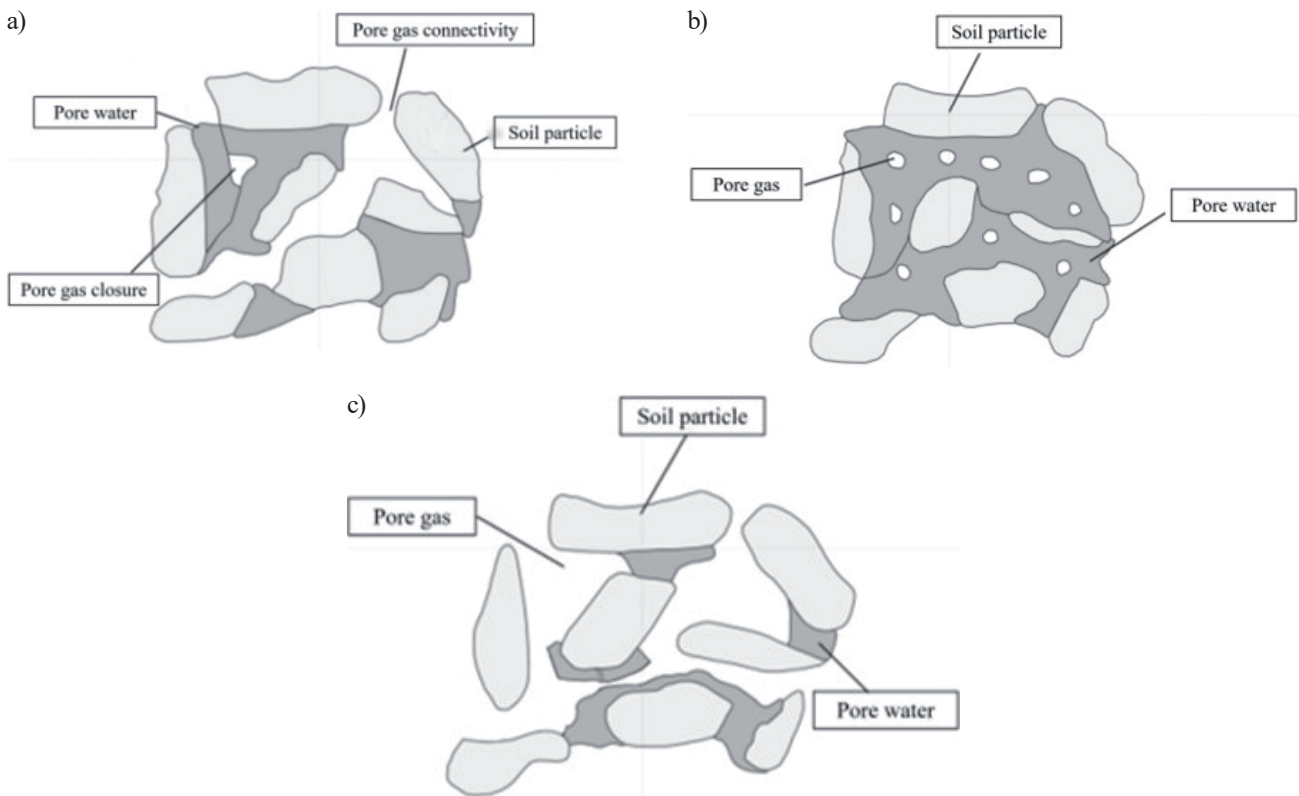 a)
Pore gas connectivity
Pore water
Soil particle
Pore gas closure
b)
Soil particle
Pore gas
Pore water
c)
Soil particle
Pore gas
Pore water